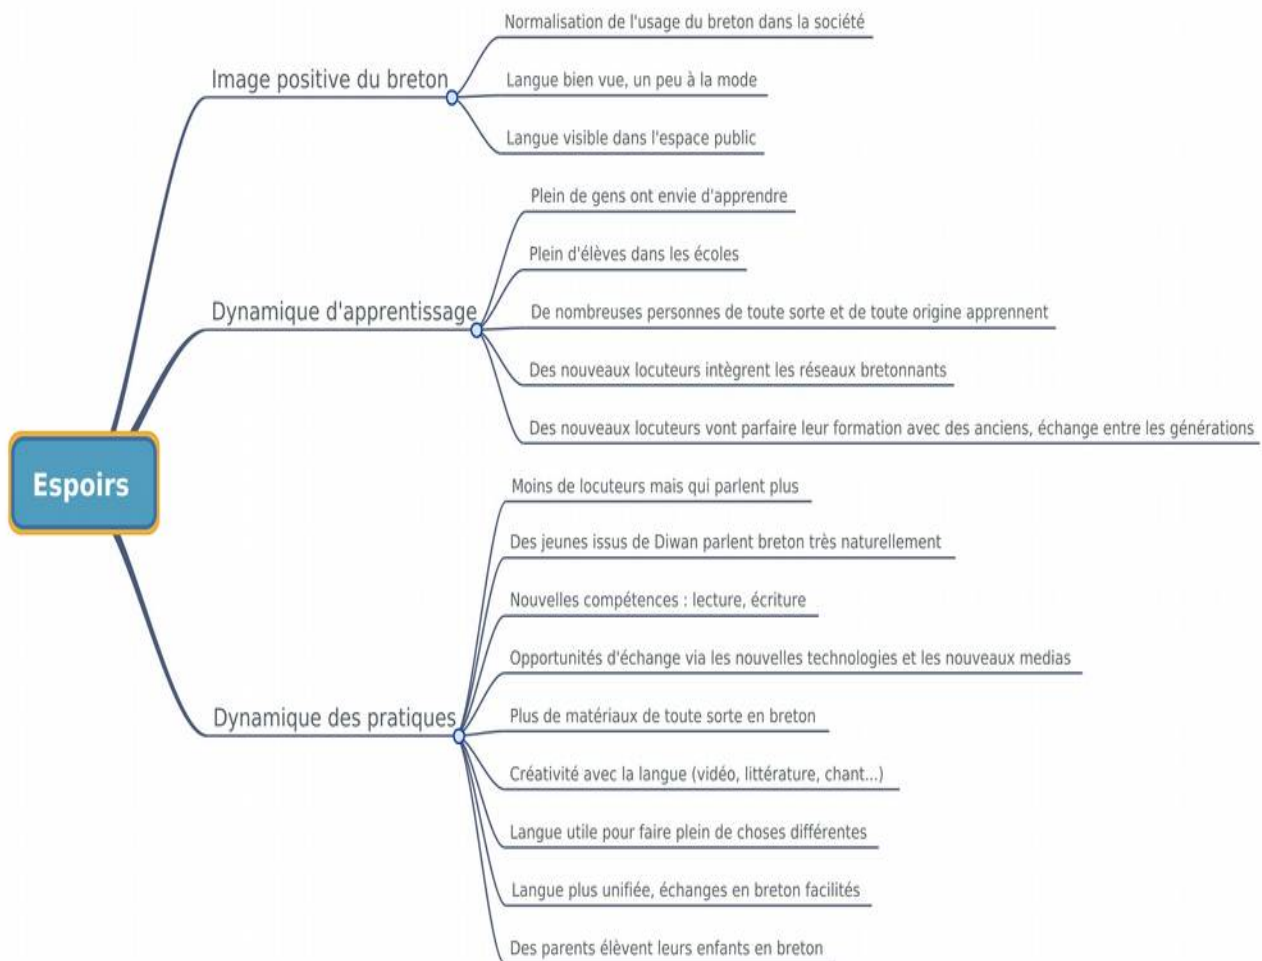 Espoirs
Image positive du breton
Normalisation de l'usage du breton dans la société
Langue bien vue, un peu à la mode
Langue visible dans l'espace public
Dynamique d'apprentissage
Plein de gens ont envie d'apprendre
Plein d'élèves dans les écoles
De nombreuses personnes de toute sorte et de toute origine apprennent
Des nouveaux locuteurs intègrent les réseaux bretonnants
Des nouveaux locuteurs vont parfaire leur formation avec des anciens, échange entre les générations
Dynamique des pratiques
Moins de locuteurs mais qui parlent plus
Des jeunes issus de Diwan parlent breton très naturellement
Nouvelles compétences : lecture, écriture
Opportunités d'échange via les nouvelles technologies et les nouveaux medias
Plus de matériaux de toute sorte en breton
Créativité avec la langue (vidéo, littérature, chant...)
Langue utile pour faire plein de choses différentes
Langue plus unifiée, échanges en breton facilités
Des parents élèvent leurs enfants en breton